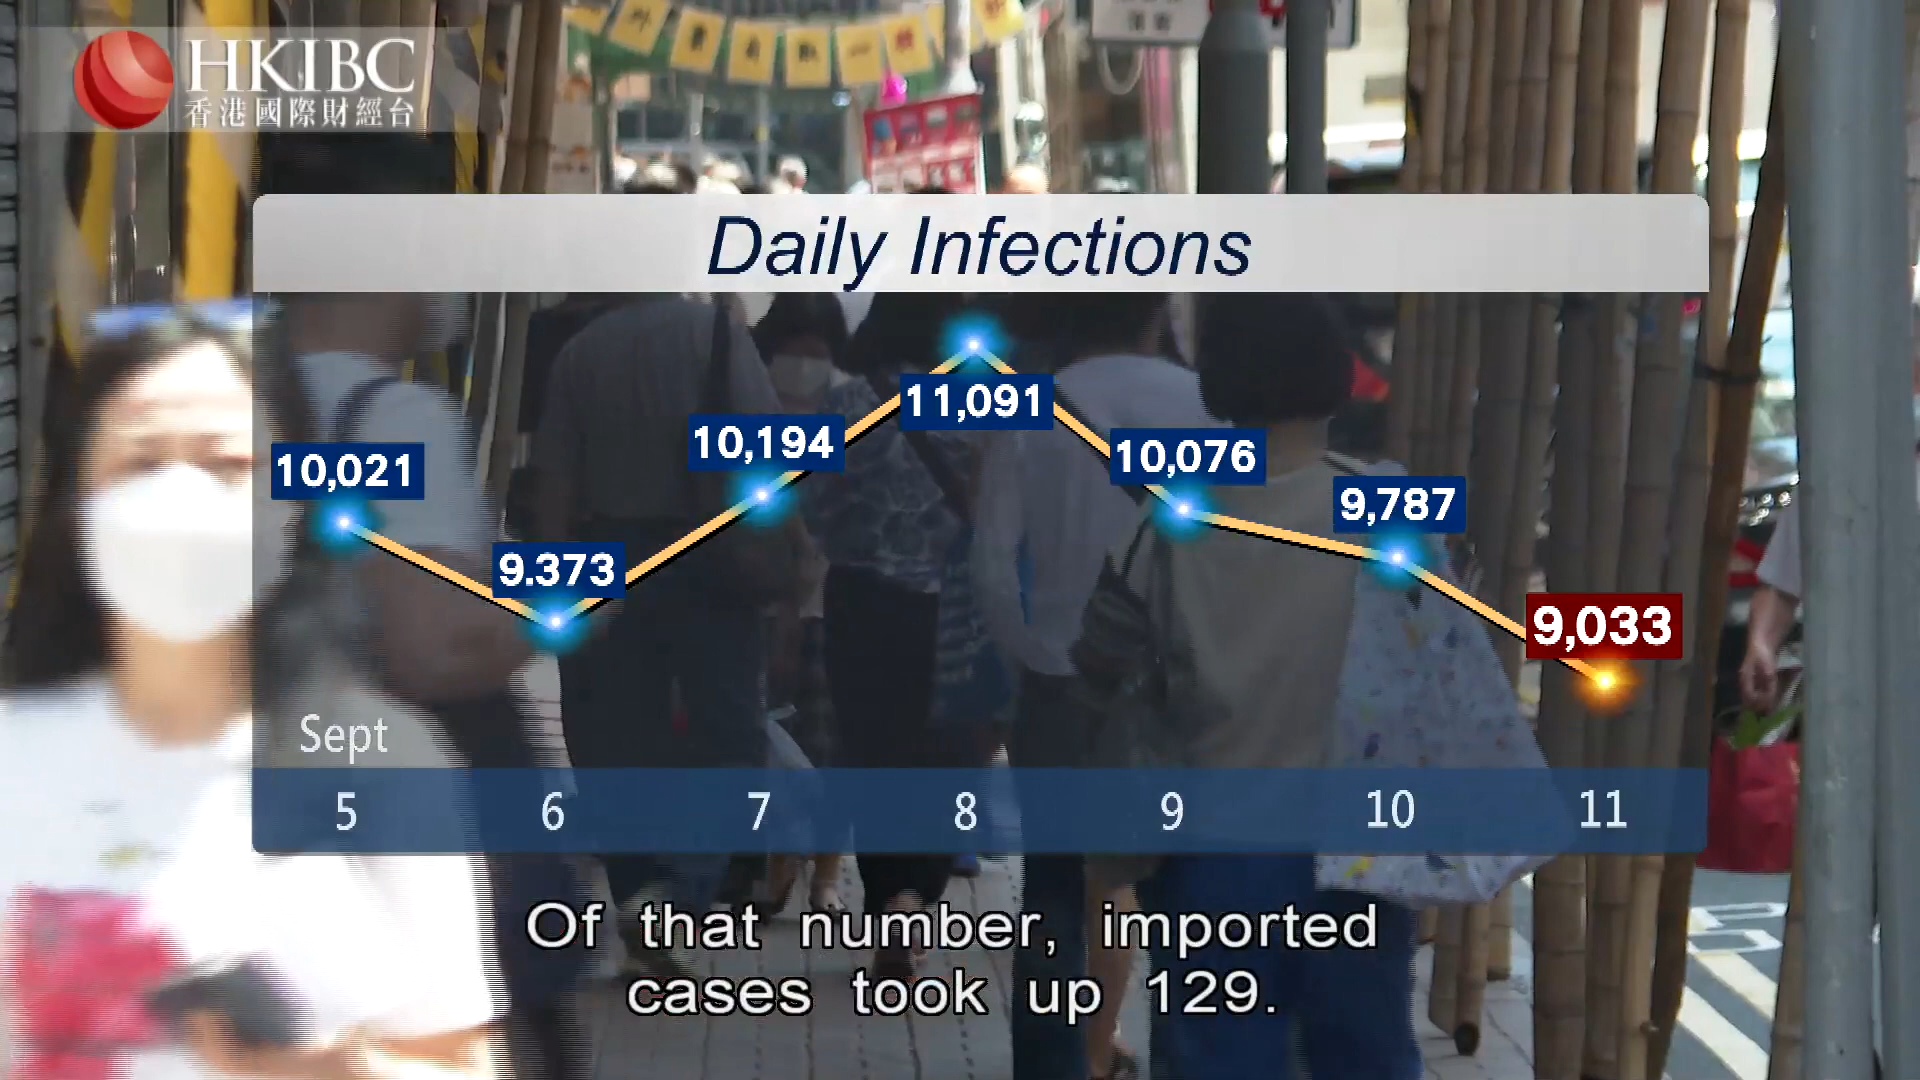 HKIBC
香港國際財經台
Daily Infections
10,021
9.373
10,194
11,091
10,076
9,787
9,033
Sept
5 6 7 8 9 10 11
Of that number, imported
cases took up 129.